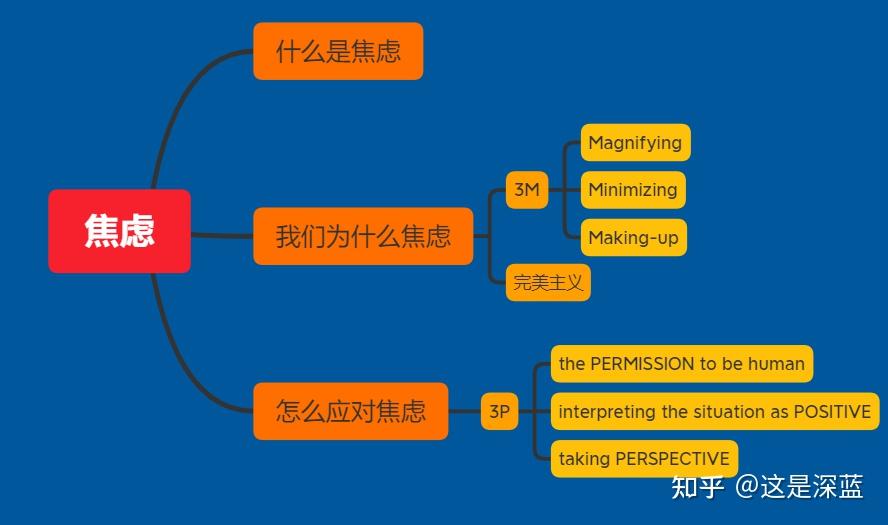 什么是焦虑
焦虑
我们为什么焦虑
3M
Magnifying
Minimizing
Making-up
完美主义
怎么应对焦虑
3P
the PERMISSION to be human
interpreting the situation as POSITIVE
taking PERSPECTIVE
知乎 @这是深蓝